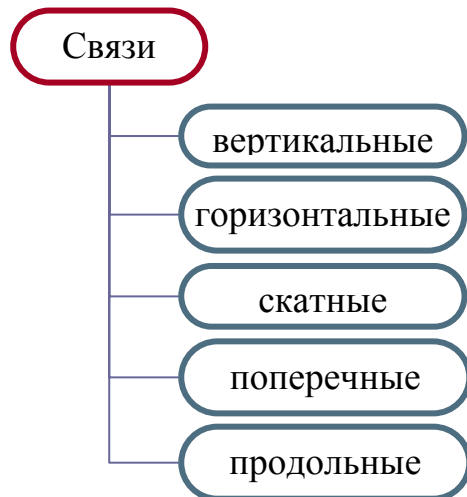 Связи
вертикальные
горизонтальные
скатные
поперечные
продольные